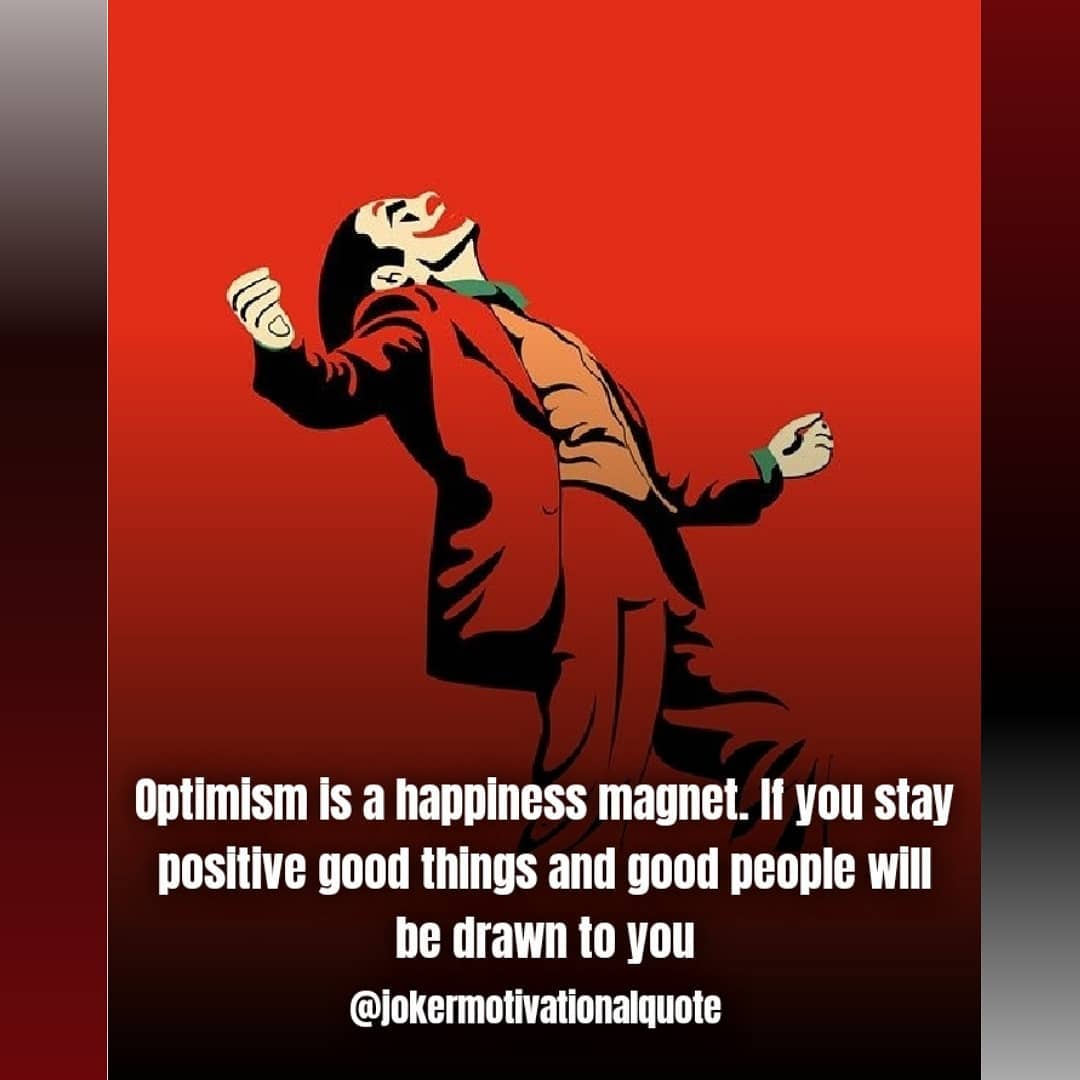 Optimism is a happiness magnet. If you stay
positive good things and good people will
be drawn to you
@jokermotivationalquote